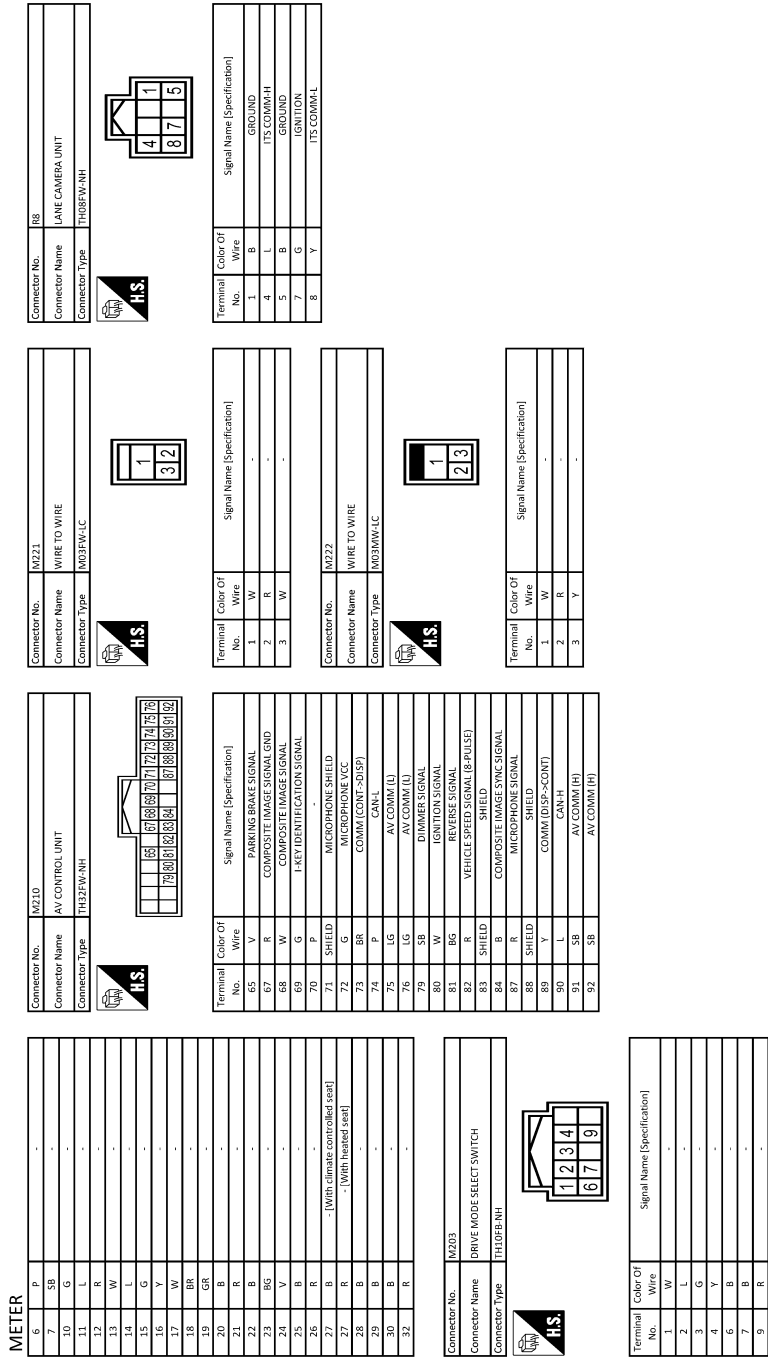 METER
6 P -
7 SB -
10 G -
11 L -
12 R -
13 W -
14 L -
15 G -
16 Y -
17 W -
18 BR -
19 GR -
20 B -
21 R -
22 B -
23 BG -
24 V -
25 B -
26 R -
27 B - [With climate controlled seat]
27 R - [With heated seat]
28 B -
29 B -
30 B -
32 R -
Connector No. M203
Connector Name DRIVE MODE SELECT SWITCH
Connector Type TH10FB-NH
H.S.
1 2 3 4
6 7 9
Terminal No. Color Of Wire Signal Name [Specification]
1 W -
2 L -
3 G -
4 Y -
6 B -
7 B -
9 R -
Connector No. M210
Connector Name AV CONTROL UNIT
Connector Type TH32FW-NH
H.S.
65 67 68 69 70 71 72 73 74 75 76
79 80 81 82 83 84 87 88 89 90 91 92
Terminal No. Color Of Wire Signal Name [Specification]
65 V PARKING BRAKE SIGNAL
67 R COMPOSITE IMAGE SIGNAL GND
68 W COMPOSITE IMAGE SIGNAL
69 G I-KEY IDENTIFICATION SIGNAL
70 P -
71 SHIELD MICROPHONE SHIELD
72 G MICROPHONE VCC
73 BR COMM (CONT->DISP)
74 P CAN-L
75 LG AV COMM (L)
76 LG AV COMM (L)
79 SB DIMMER SIGNAL
80 W IGNITION SIGNAL
81 BG REVERSE SIGNAL
82 R VEHICLE SPEED SIGNAL (8-PULSE)
83 SHIELD SHIELD
84 B COMPOSITE IMAGE SYNC SIGNAL
87 R MICROPHONE SIGNAL
88 SHIELD SHIELD
89 Y COMM (DISP->CONT)
90 L CAN-H
91 SB AV COMM (H)
92 SB AV COMM (H)
Connector No. M221
Connector Name WIRE TO WIRE
Connector Type M03FW-LC
H.S.
1
3 2
Terminal No. Color Of Wire Signal Name [Specification]
1 W -
2 R -
3 W -
Connector No. M222
Connector Name WIRE TO WIRE
Connector Type M03MW-LC
H.S.
1
2 3
Terminal No. Color Of Wire Signal Name [Specification]
1 W -
2 R -
3 Y -
Connector No. R8
Connector Name LANE CAMERA UNIT
Connector Type TH08FW-NH
H.S.
4 1
8 7 5
Terminal No. Color Of Wire Signal Name [Specification]
1 B GROUND
4 L ITS COMM-H
5 B GROUND
7 G IGNITION
8 Y ITS COMM-L